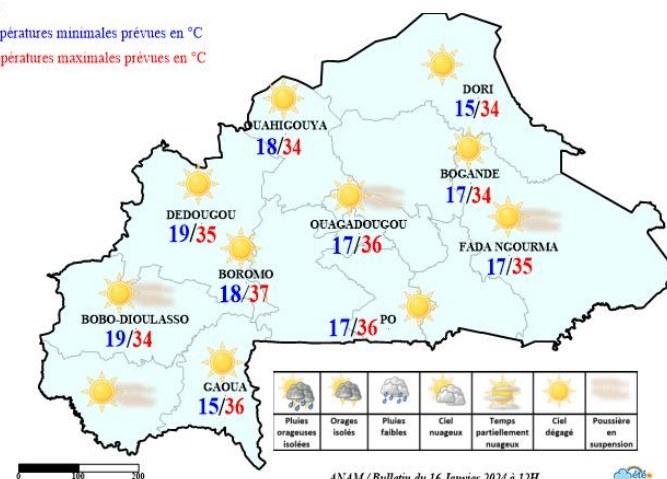 pératures minimales prévues en °C
pératures maximales prévues en °C
DORI
15/34
OUAHIGOUYA
18/34
BOGANDE
17/34
DEDOUGOU
19/35
OUAGADOUGOU
17/36
FADA NGOURMA
17/35
BOROMO
18/37
BOBO-DIOULASSO
19/34
17/36 PO
GAOUA
15/36
Pluies orageuses isolées
Orages isolés
Pluies faibles
Ciel nuageux
Temps partiellement nuageux
Ciel dégagé
Poussière en suspension
0 100 200
ANAM / Bulletin du 16 Janvier 2024 à 12H